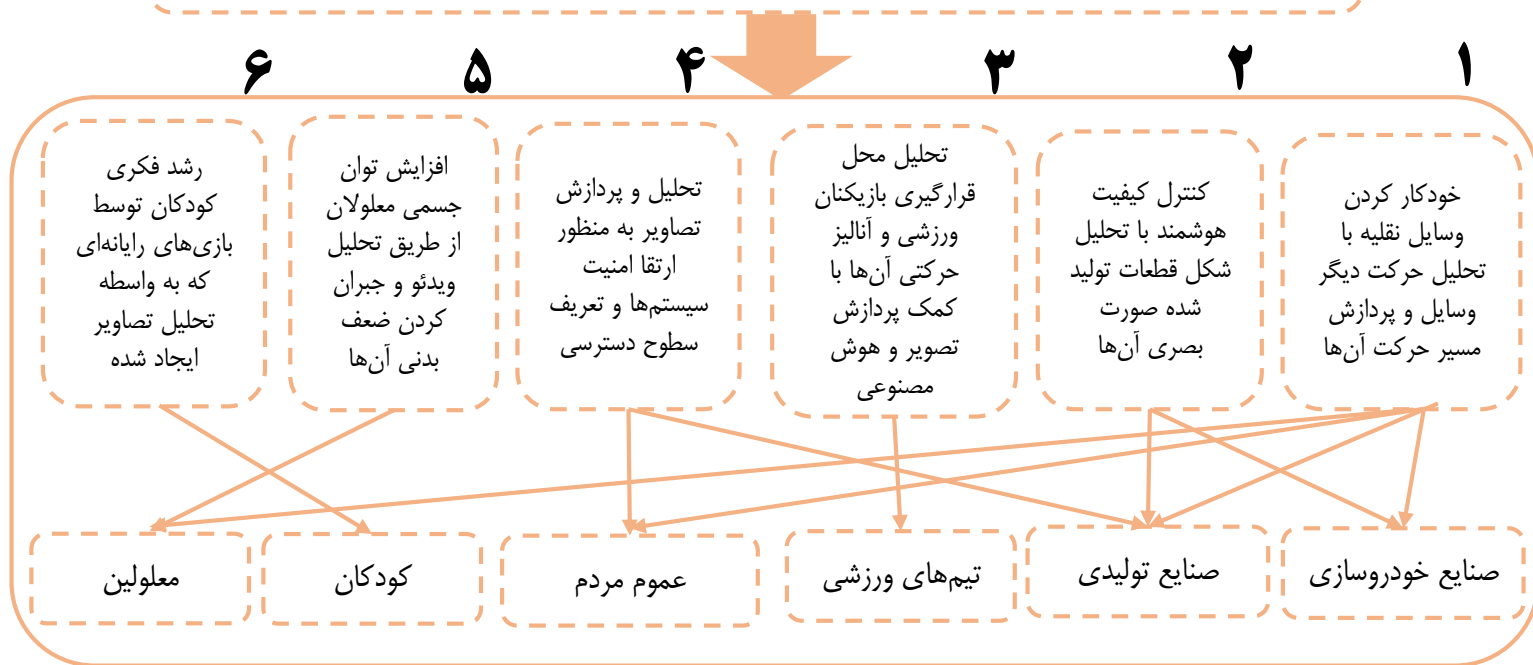 ۱
۲
۳
۴
۵
۶
خودکار کردن
وسایل نقلیه با
تحلیل حرکت دیگر
وسایل و پردازش
مسیر حرکت آن‌ها
کنترل کیفیت
هوشمند با تحلیل
شکل قطعات تولید
شده صورت
بصری آن‌ها
تحلیل محل
قرارگیری بازیکنان
ورزشی و آنالیز
حرکتی آن‌ها با
کمک پردازش
تصویر و هوش
مصنوعی
تحلیل و پردازش
تصاویر به منظور
ارتقا امنیت
سیستم‌ها و تعریف
سطوح دسترسی
افزایش توان
جسمی معلولان
از طریق تحلیل
ویدئو و جبران
کردن ضعف
بدنی آن‌ها
رشد فکری
کودکان توسط
بازی‌های رایانه‌ای
که به واسطه
تحلیل تصاویر
ایجاد شده
صنایع خودروسازی
صنایع تولیدی
تیم‌های ورزشی
عموم مردم
کودکان
معلولین